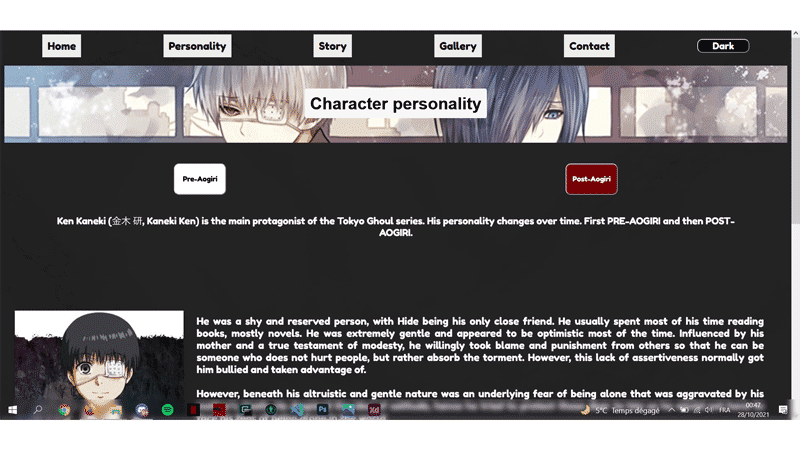 Home Personality Story Gallery Contact Dark
Character personality
Pre-Aogiri Post-Aogiri
Ken Kaneki (金木 研, Kaneki Ken) is the main protagonist of the Tokyo Ghoul series. His personality changes over time. First PRE-AOGIRI and then POST-
AOGIRI.
He was a shy and reserved person, with Hide being his only close friend. He usually spent most of his time reading
books, mostly novels. He was extremely gentle and appeared to be optimistic most of the time. Influenced by his
mother and a true testament of modesty, he willingly took blame and punishment from others so that he can be
someone who does not hurt people, but rather absorb the torment. However, this lack of assertiveness normally got
him bullied and taken advantage of.
However, beneath his altruistic and gentle nature was an underlying fear of being alone that was aggravated by his
5°C Temps dégagé FRA 00:47
28/10/2021